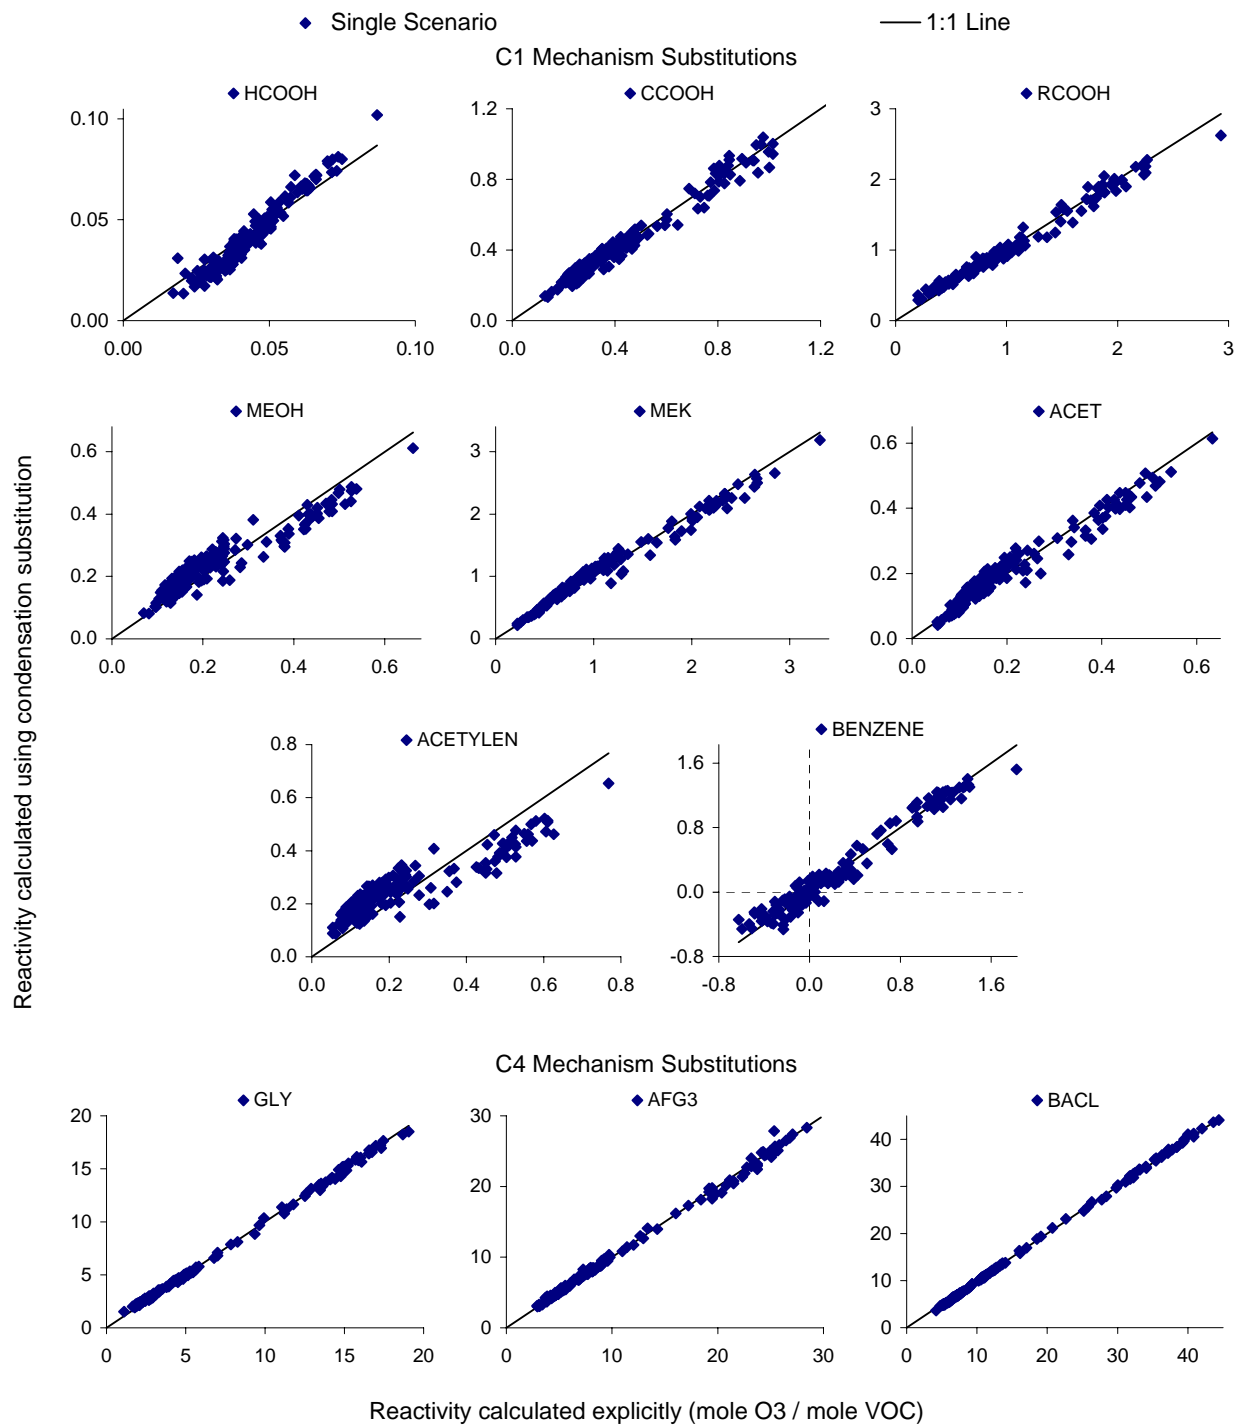 Single Scenario 1:1 Line
C1 Mechanism Substitutions
HCOOH CCOOH RCOOH
0.10 1.2 3
0.8 2
0.05
0.4 1
0.00 0.0 0
0.00 0.05 0.10 0.0 0.4 0.8 1.2 0 1 2 3
MEOH MEK ACET
0.6 3 0.6
0.4 2 0.4
0.2 1 0.2
0.0 0 0.0
0.0 0.2 0.4 0.6 0 1 2 3 0.0 0.2 0.4 0.6
Reactivity calculated using condensation substitution
ACETYLEN BENZENE
0.8 1.6
0.6
0.8
0.4
0.2 0.0
0.0 -0.8
0.0 0.2 0.4 0.6 0.8 -0.8 0.0 0.8 1.6
C4 Mechanism Substitutions
GLY AFG3 BACL
20 30 40
15 20 30
10 20
5 10 10
0 0 0
0 5 10 15 20 0 10 20 30 0 10 20 30 40
Reactivity calculated explicitly (mole O3 / mole VOC)